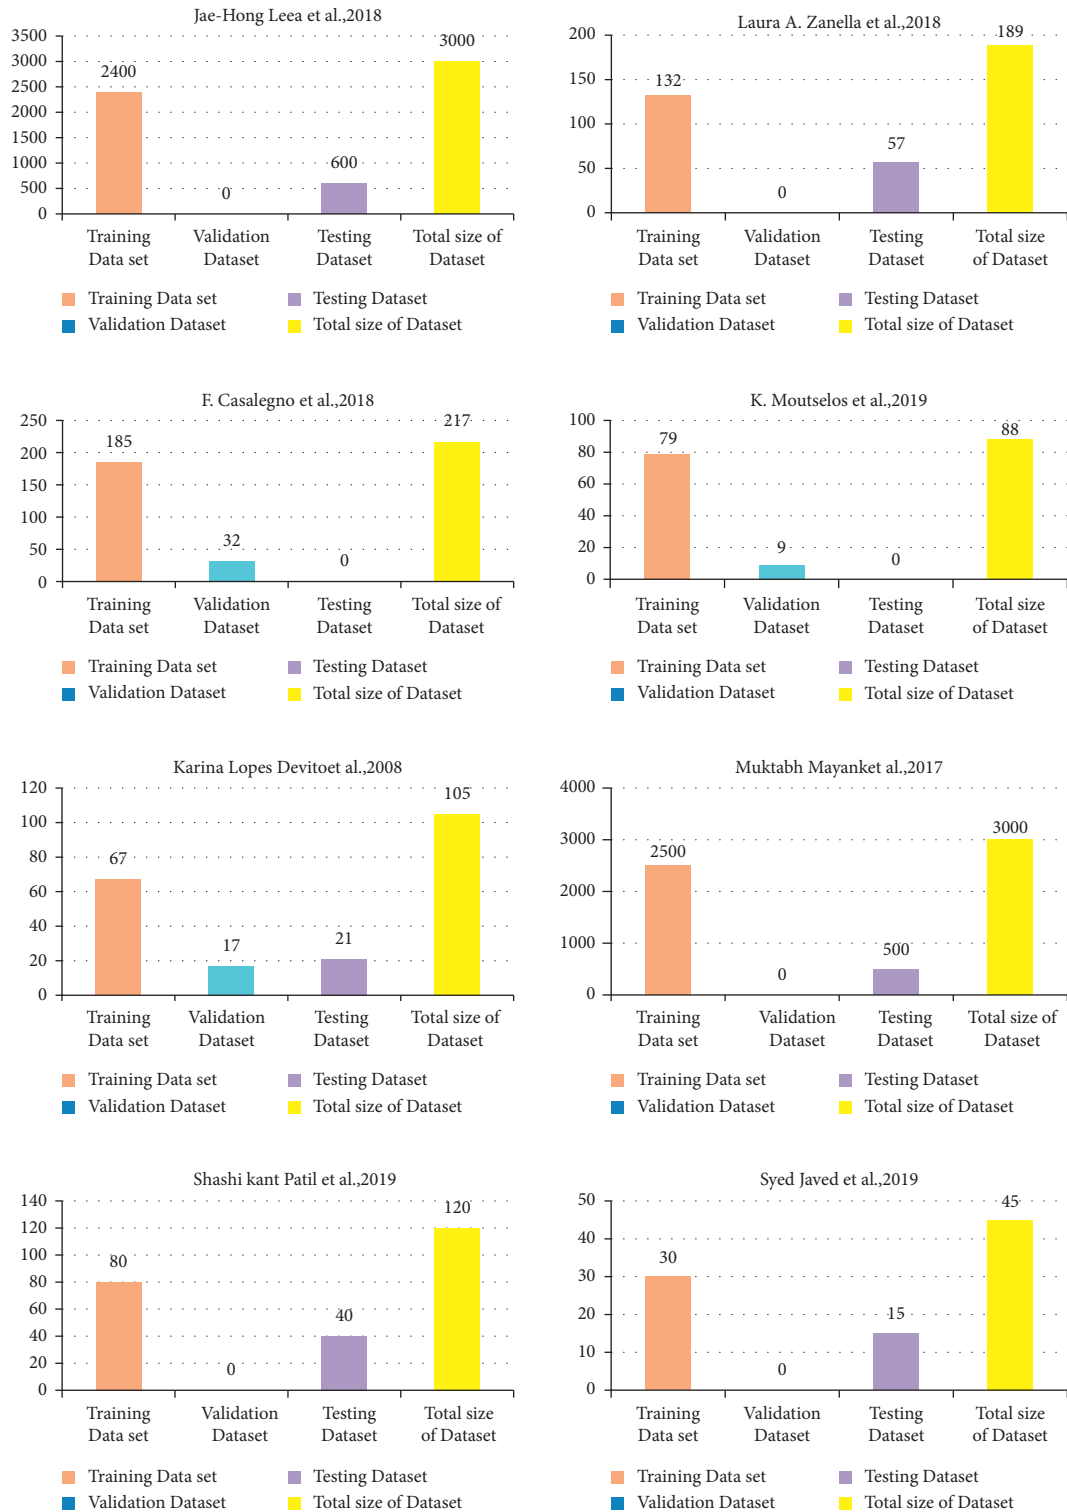 Jae-Hong Leea et al.,2018
3500
3000
2500
2000
1500
1000
500
0
2400
0
600
3000
Training Data set
Validation Dataset
Testing Dataset
Total size of Dataset
Training Data set
Testing Dataset
Validation Dataset
Total size of Dataset
Laura A. Zanella et al.,2018
200
150
100
50
0
132
0
57
189
Training Data set
Validation Dataset
Testing Dataset
Total size of Dataset
Training Data set
Testing Dataset
Validation Dataset
Total size of Dataset
F. Casalegno et al.,2018
250
200
150
100
50
0
185
32
0
217
Training Data set
Validation Dataset
Testing Dataset
Total size of Dataset
Training Data set
Testing Dataset
Validation Dataset
Total size of Dataset
K. Moutselos et al.,2019
100
80
60
40
20
0
79
9
0
88
Training Data set
Validation Dataset
Testing Dataset
Total size of Dataset
Training Data set
Testing Dataset
Validation Dataset
Total size of Dataset
Karina Lopes Devitoet al.,2008
120
100
80
60
40
20
0
67
17
21
105
Training Data set
Validation Dataset
Testing Dataset
Total size of Dataset
Training Data set
Testing Dataset
Validation Dataset
Total size of Dataset
Muktabh Mayanket al.,2017
4000
3000
2000
1000
0
2500
0
500
3000
Training Data set
Validation Dataset
Testing Dataset
Total size of Dataset
Training Data set
Testing Dataset
Validation Dataset
Total size of Dataset
Shashi kant Patil et al.,2019
140
120
100
80
60
40
20
0
80
0
40
120
Training Data set
Validation Dataset
Testing Dataset
Total size of Dataset
Training Data set
Testing Dataset
Validation Dataset
Total size of Dataset
Syed Javed et al.,2019
50
40
30
20
10
0
30
0
15
45
Training Data set
Validation Dataset
Testing Dataset
Total size of Dataset
Training Data set
Testing Dataset
Validation Dataset
Total size of Dataset